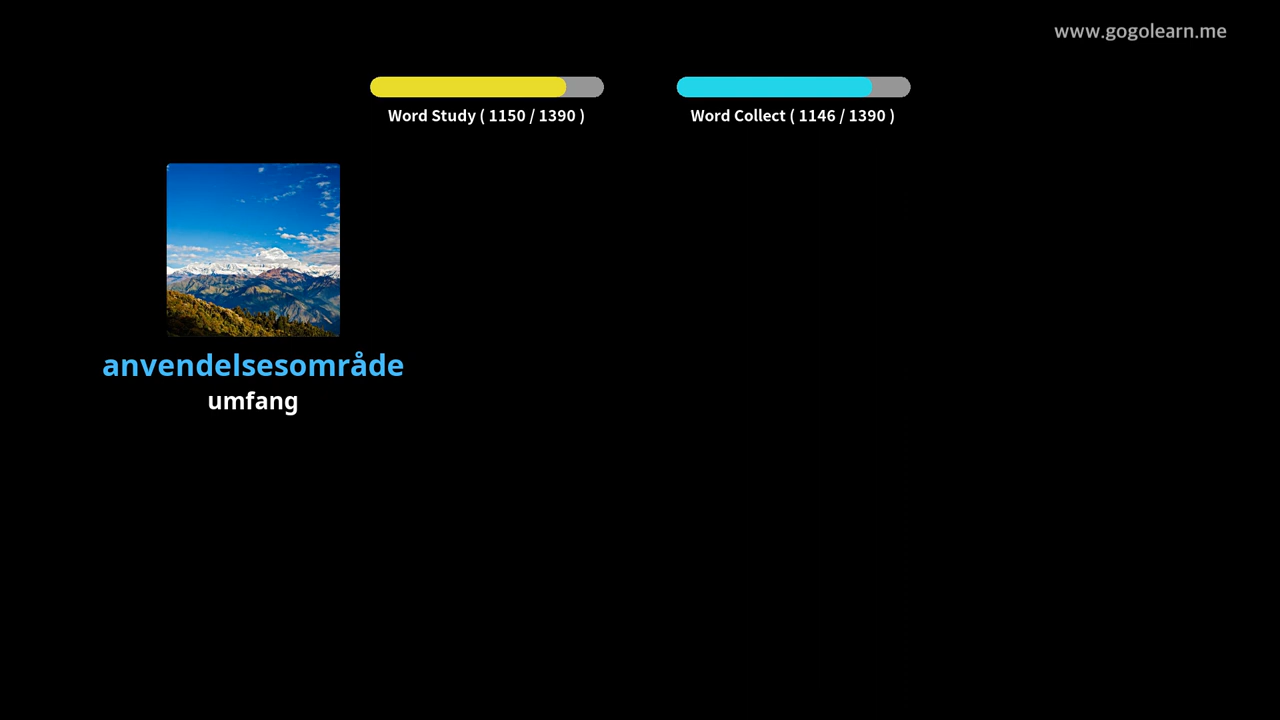 www.gogolearn.me
Word Study ( 1150 / 1390 )
Word Collect ( 1146 / 1390 )
anvendelsesområde
umfang